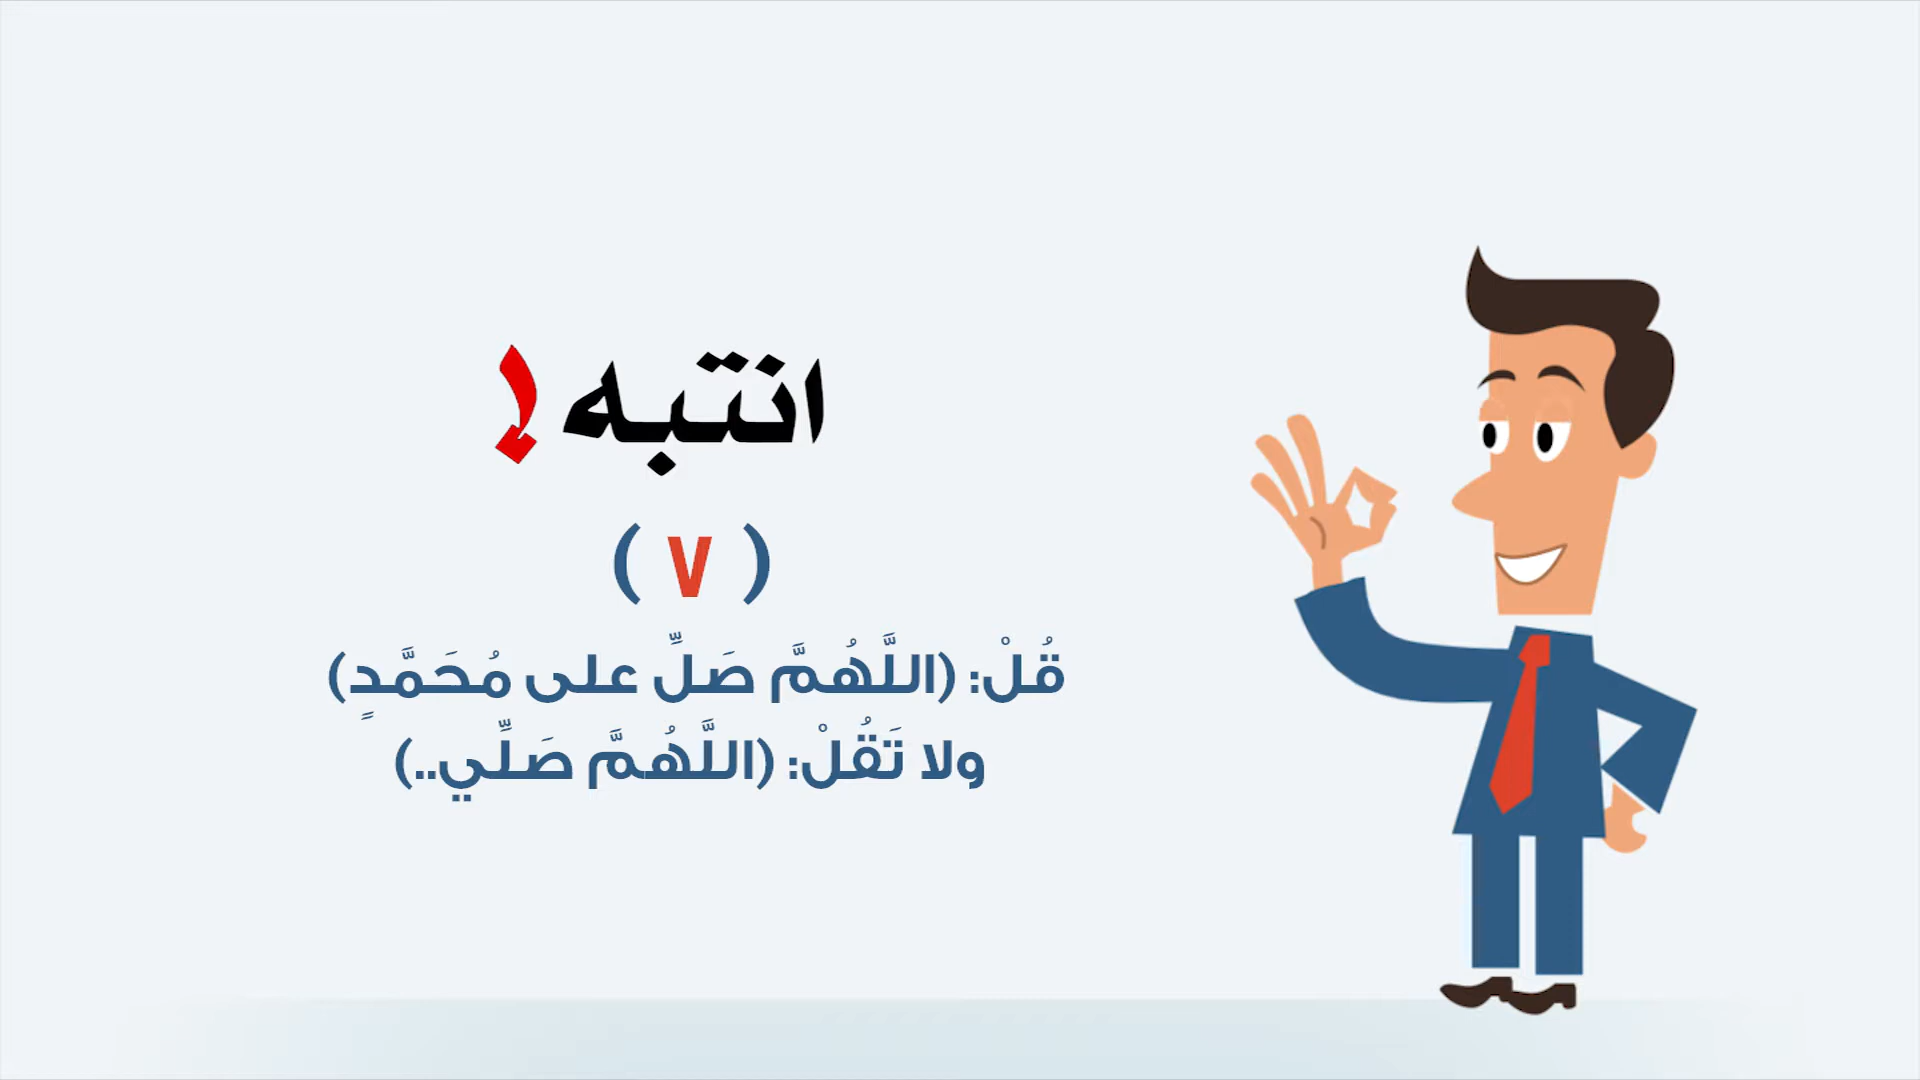 انتبه!
( ٧ )
قُلْ: (اللَّهُمَّ صَلِّ على مُحَمَّدٍ)
ولا تَقُلْ: (اللَّهُمَّ صَلِّي..)